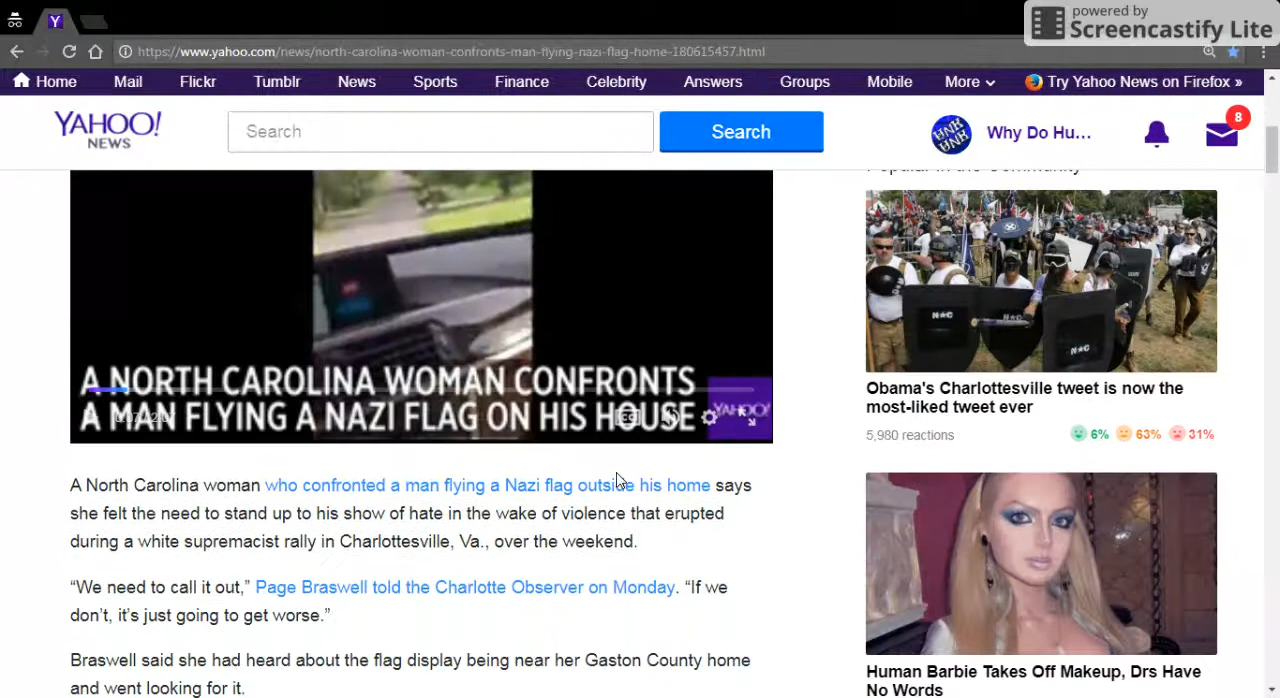 powered by
Screencastify Lite
Y
https://www.yahoo.com/news/north-carolina-woman-confronts-man-flying-nazi-flag-home-180615457.html
Home Mail Flickr Tumblr News Sports Finance Celebrity Answers Groups Mobile More Try Yahoo News on Firefox »
YAHOO!
NEWS
Search
Search
Why Do Hu...
8
Popular in the Community
A NORTH CAROLINA WOMAN CONFRONTS
A MAN FLYING A NAZI FLAG ON HIS HOUSE
YAHOO!
N★C
N★C
N★C
Obama's Charlottesville tweet is now the
most-liked tweet ever
5,980 reactions 6% 63% 31%
A North Carolina woman who confronted a man flying a Nazi flag outside his home says
she felt the need to stand up to his show of hate in the wake of violence that erupted
during a white supremacist rally in Charlottesville, Va., over the weekend.
“We need to call it out,” Page Braswell told the Charlotte Observer on Monday. “If we
don’t, it’s just going to get worse.”
Braswell said she had heard about the flag display being near her Gaston County home
and went looking for it.
Human Barbie Takes Off Makeup, Drs Have
No Words